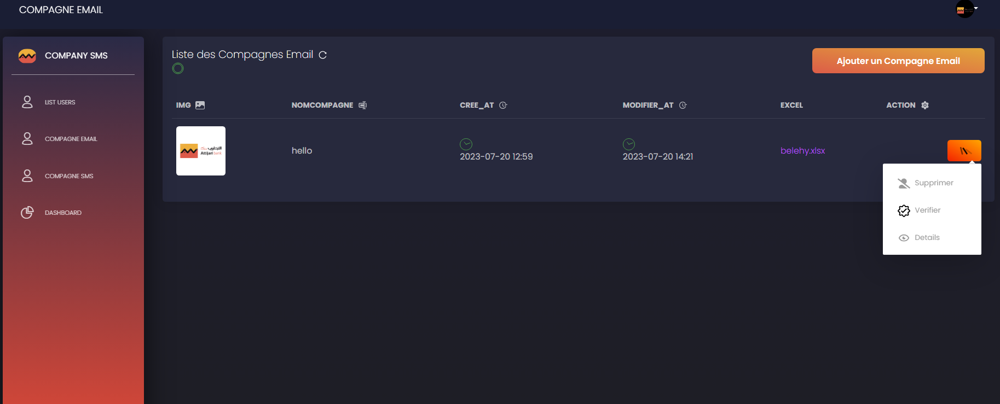 COMPAGNE EMAIL
COMPANY SMS
LIST USERS
COMPAGNE EMAIL
COMPAGNE SMS
DASHBOARD
Liste des Compagnes Email
Ajouter un Compagne Email
IMG NOMCOMPAGNE CREE_AT MODIFIER_AT EXCEL ACTION
التجاري بنك
Attijari bank
hello 2023-07-20 12:59 2023-07-20 14:21 belehy.xlsx
Supprimer
Verifier
Details